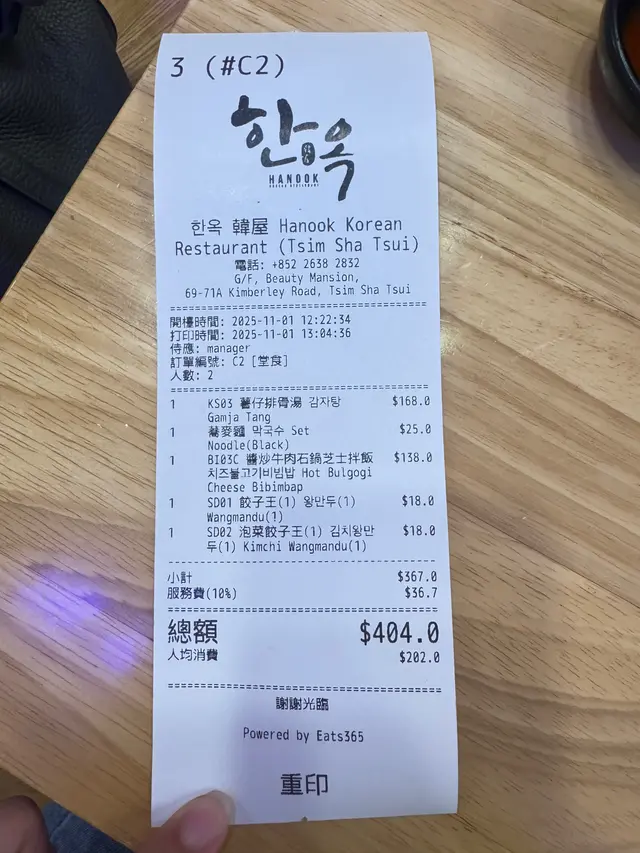 3 (#C2)
한옥
HANOOK
KOREAN RESTAURANT
한옥 韓屋 Hanook Korean
Restaurant (Tsim Sha Tsui)
電話: +852 2638 2832
G/F, Beauty Mansion,
69-71A Kimberley Road, Tsim Sha Tsui
開檯時間: 2025-11-01 12:22:34
打印時間: 2025-11-01 13:04:36
侍應: manager
訂單編號: C2 [堂食]
人數: 2
1 KS03 薯仔排骨湯 감자탕 $168.0
Gamja Tang
1 蕎麥麵 막국수 Set $25.0
Noodle(Black)
1 BI03C 醬炒牛肉石鍋芝士拌飯 $138.0
치즈불고기비빔밥 Hot Bulgogi
Cheese Bibimbap
1 SD01 餃子王(1) 왕만두(1) $18.0
Wangmandu(1)
1 SD02 泡菜餃子王(1) 김치왕만 $18.0
두(1) Kimchi Wangmandu(1)
小計 $367.0
服務費(10%) $36.7
總額 $404.0
人均消費 $202.0
謝謝光臨
Powered by Eats365
重印